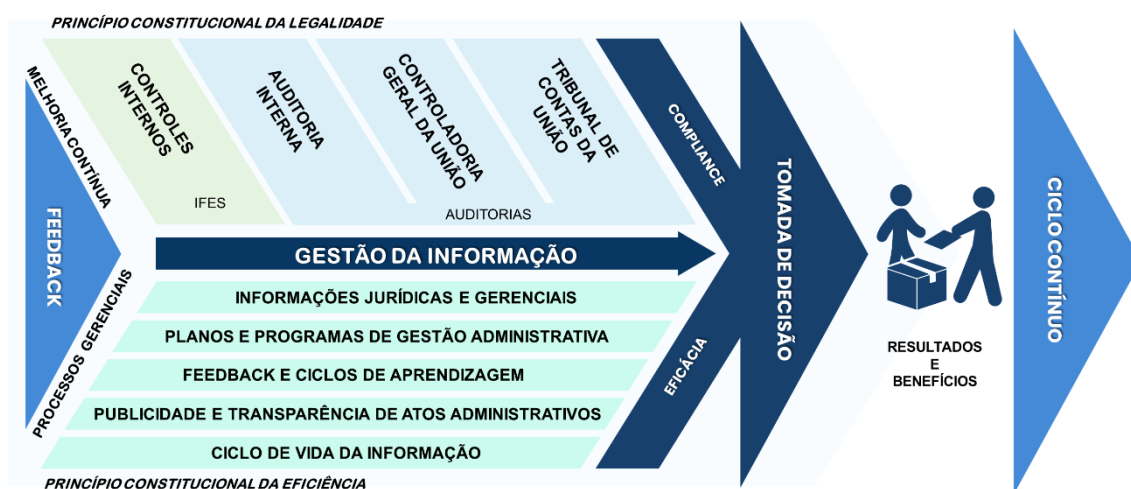 PRINCÍPIO CONSTITUCIONAL DA LEGALIDADE
MELHORIA CONTÍNUA
CONTROLES
INTERNOS
AUDITORIA
INTERNA
CONTROLADORIA
GERAL DA UNIÃO
TRIBUNAL DE
CONTAS DA
UNIÃO
COMPLIANCE
IFES
AUDITORIAS
FEEDBACK
GESTÃO DA INFORMAÇÃO
TOMADA DE DECISÃO
CICLO CONTÍNUO
PROCESSOS GERENCIAIS
INFORMAÇÕES JURÍDICAS E GERENCIAIS
PLANOS E PROGRAMAS DE GESTÃO ADMINISTRATIVA
FEEDBACK E CICLOS DE APRENDIZAGEM
PUBLICIDADE E TRANSPARÊNCIA DE ATOS ADMINISTRATIVOS
CICLO DE VIDA DA INFORMAÇÃO
EFICÁCIA
RESULTADOS
E
BENEFÍCIOS
PRINCÍPIO CONSTITUCIONAL DA EFICIÊNCIA